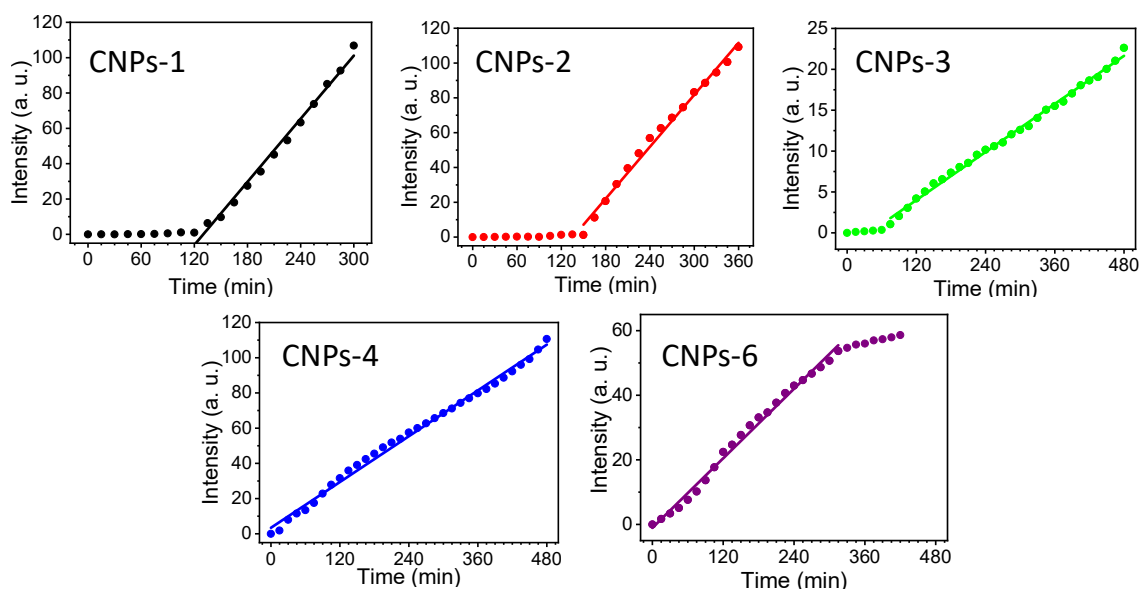 CNPs-1
Intensity (a. u.)
120
100
80
60
40
20
0
0 60 120 180 240 300
Time (min)
CNPs-2
Intensity (a. u.)
120
100
80
60
40
20
0
0 60 120 180 240 300 360
Time (min)
CNPs-3
Intensity (a. u.)
25
20
15
10
5
0
0 120 240 360 480
Time (min)
CNPs-4
Intensity (a. u.)
120
100
80
60
40
20
0
0 120 240 360 480
Time (min)
CNPs-6
Intensity (a. u.)
60
40
20
0
0 120 240 360 480
Time (min)